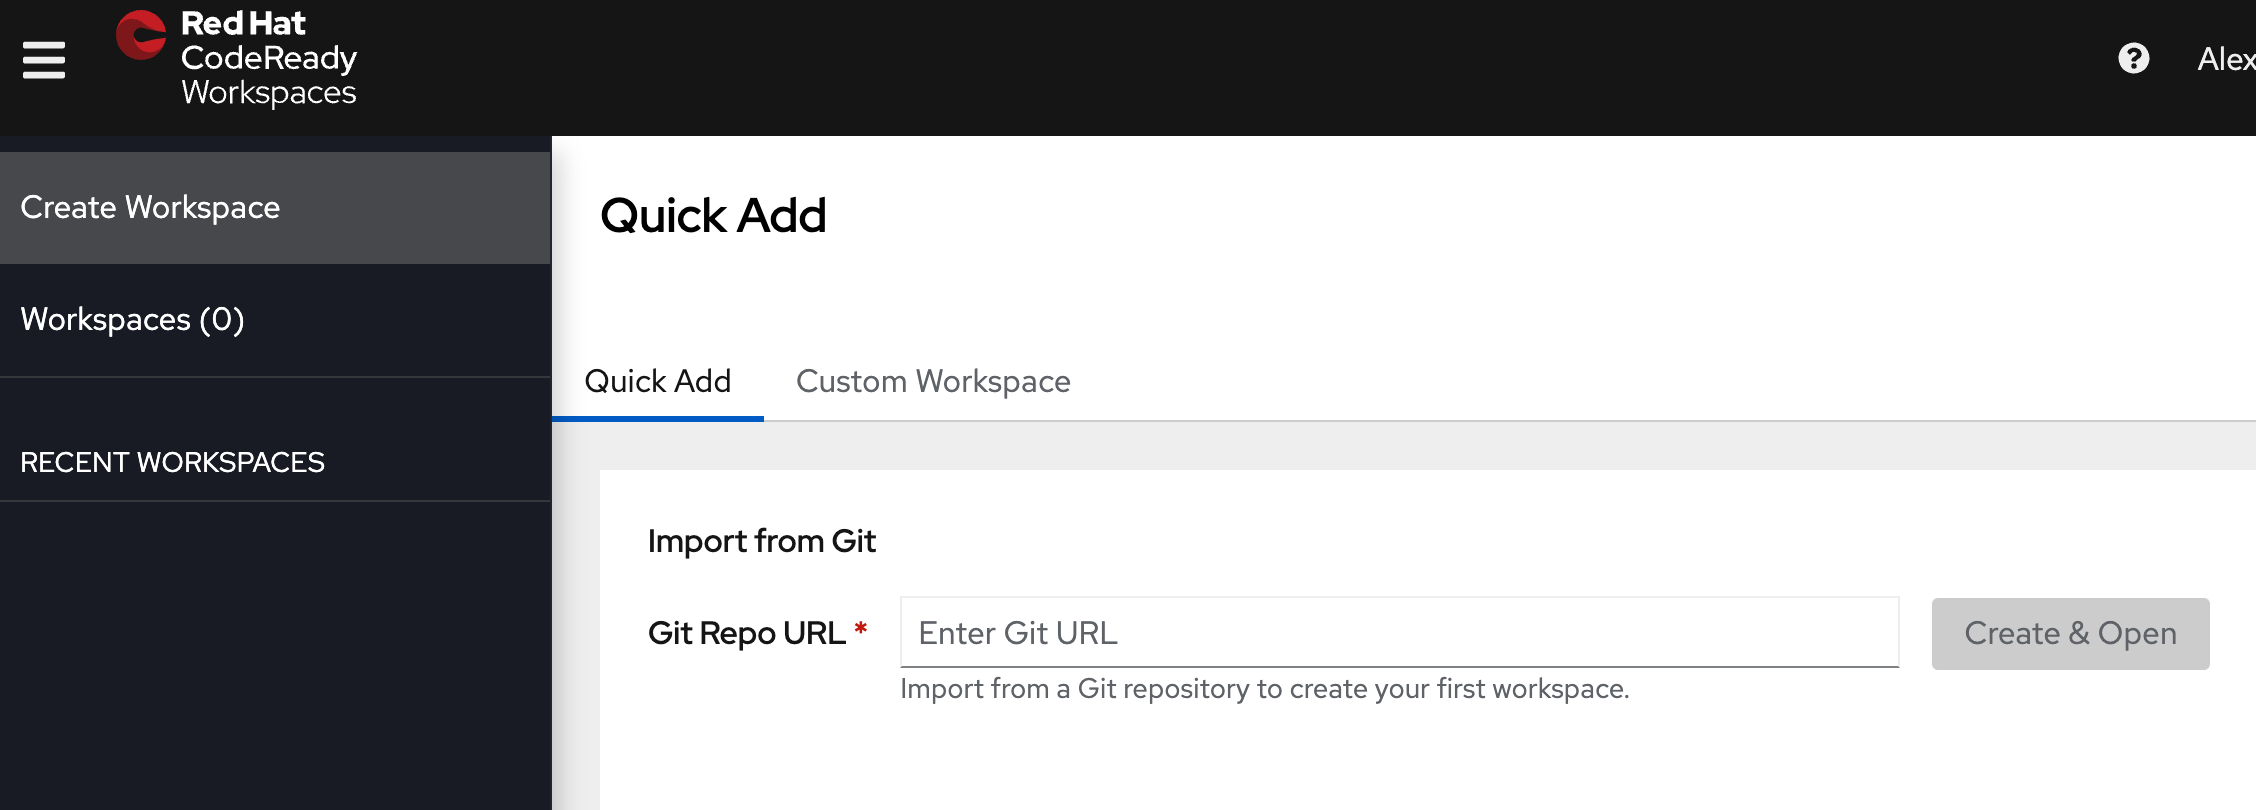 Red Hat
CodeReady
Workspaces
?
Alex
Create Workspace
Workspaces (0)
RECENT WORKSPACES
Quick Add
Quick Add
Custom Workspace
Import from Git
Git Repo URL *
Enter Git URL
Create & Open
Import from a Git repository to create your first workspace.